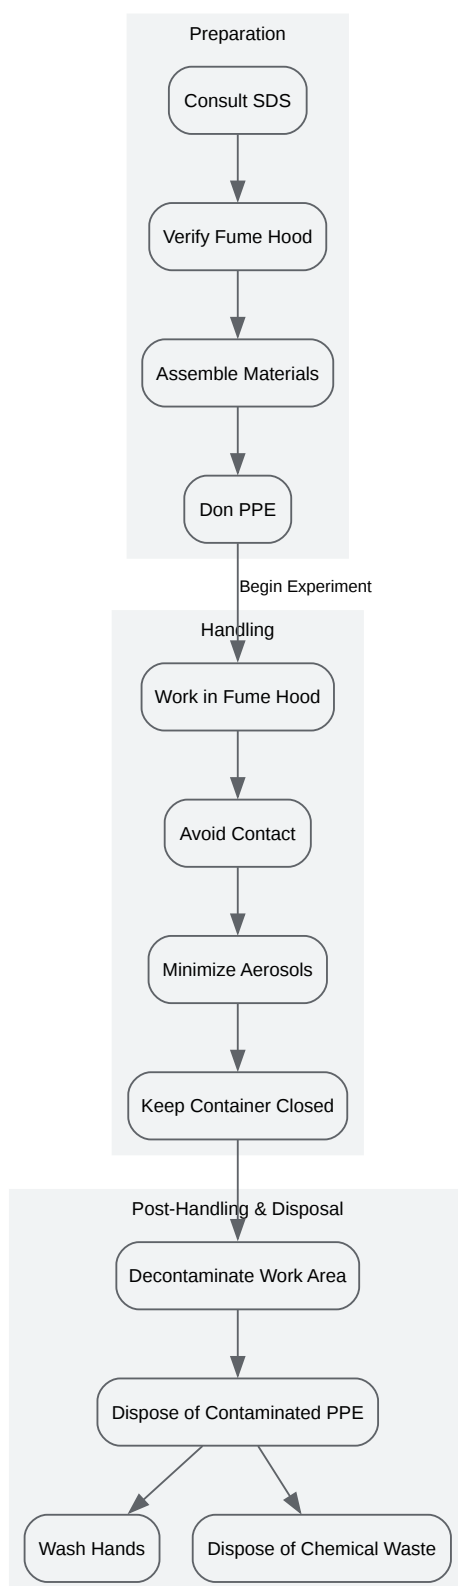 Preparation
Consult SDS
Verify Fume Hood
Assemble Materials
Don PPE
Begin Experiment
Handling
Work in Fume Hood
Avoid Contact
Minimize Aerosols
Keep Container Closed
Post-Handling & Disposal
Decontaminate Work Area
Dispose of Contaminated PPE
Wash Hands
Dispose of Chemical Waste